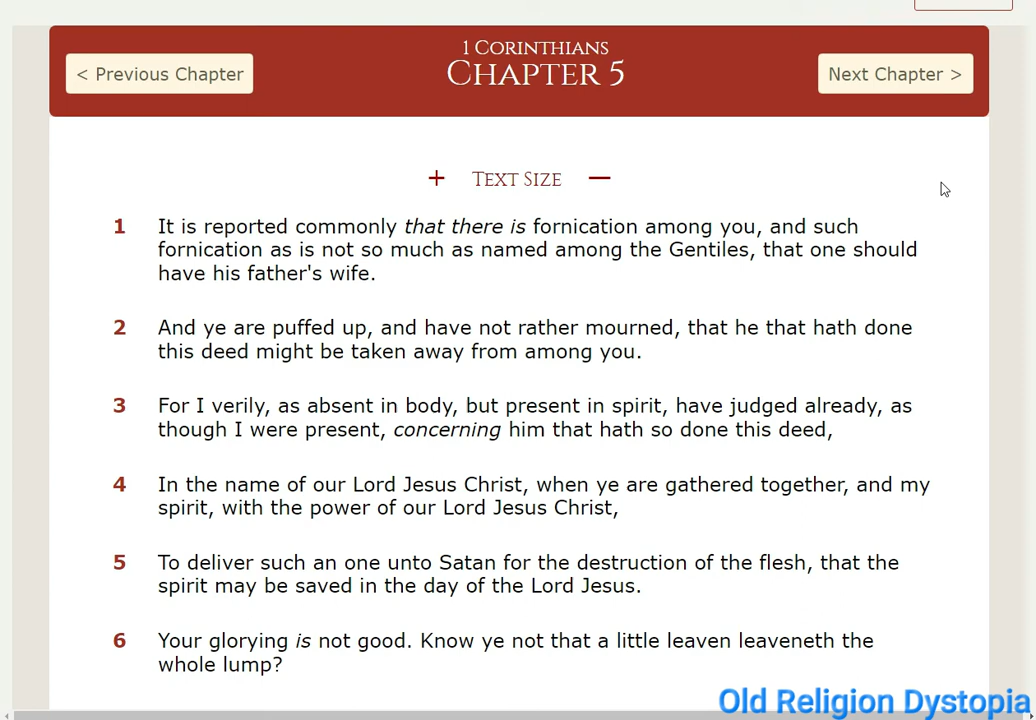 1 Corinthians
Chapter 5
< Previous Chapter
Next Chapter >
+ Text Size −
1 It is reported commonly that there is fornication among you, and such
fornication as is not so much as named among the Gentiles, that one should
have his father's wife.
2 And ye are puffed up, and have not rather mourned, that he that hath done
this deed might be taken away from among you.
3 For I verily, as absent in body, but present in spirit, have judged already, as
though I were present, concerning him that hath so done this deed,
4 In the name of our Lord Jesus Christ, when ye are gathered together, and my
spirit, with the power of our Lord Jesus Christ,
5 To deliver such an one unto Satan for the destruction of the flesh, that the
spirit may be saved in the day of the Lord Jesus.
6 Your glorying is not good. Know ye not that a little leaven leaveneth the
whole lump?
Old Religion Dystopia